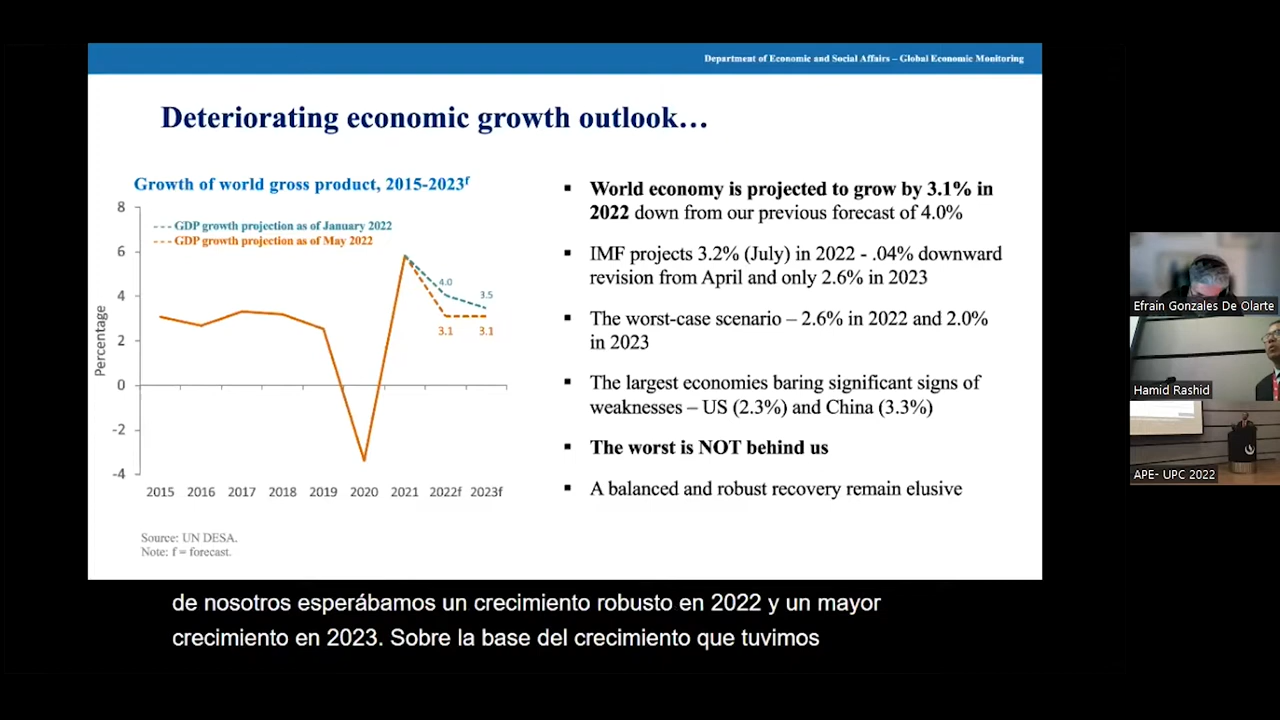 Department of Economic and Social Affairs – Global Economic Monitoring
Deteriorating economic growth outlook…
Growth of world gross product, 2015-2023f
8
6
4
2
0
-2
-4
Percentage
--- GDP growth projection as of January 2022
--- GDP growth projection as of May 2022
4.0
3.5
3.1
3.1
2015 2016 2017 2018 2019 2020 2021 2022f 2023f
Source: UN DESA.
Note: f = forecast.
▪ World economy is projected to grow by 3.1% in
2022 down from our previous forecast of 4.0%
▪ IMF projects 3.2% (July) in 2022 - .04% downward
revision from April and only 2.6% in 2023
▪ The worst-case scenario – 2.6% in 2022 and 2.0%
in 2023
▪ The largest economies baring significant signs of
weaknesses – US (2.3%) and China (3.3%)
▪ The worst is NOT behind us
▪ A balanced and robust recovery remain elusive
Efrain Gonzales De Olarte
Hamid Rashid
APE- UPC 2022
de nosotros esperábamos un crecimiento robusto en 2022 y un mayor
crecimiento en 2023. Sobre la base del crecimiento que tuvimos